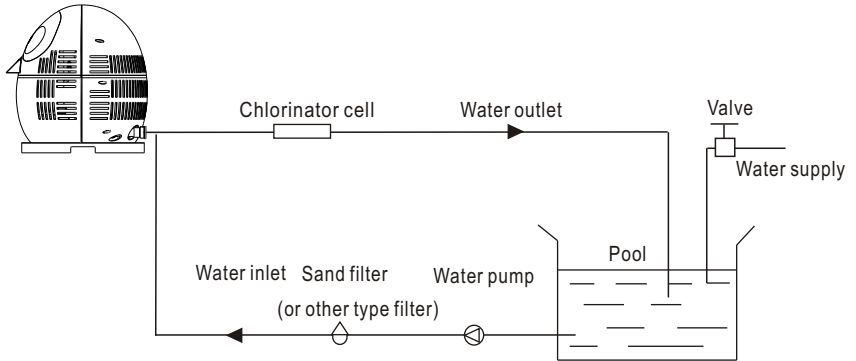 Chlorinator cell
Water outlet
Valve
Water supply
Pool
Water inlet
Sand filter
(or other type filter)
Water pump